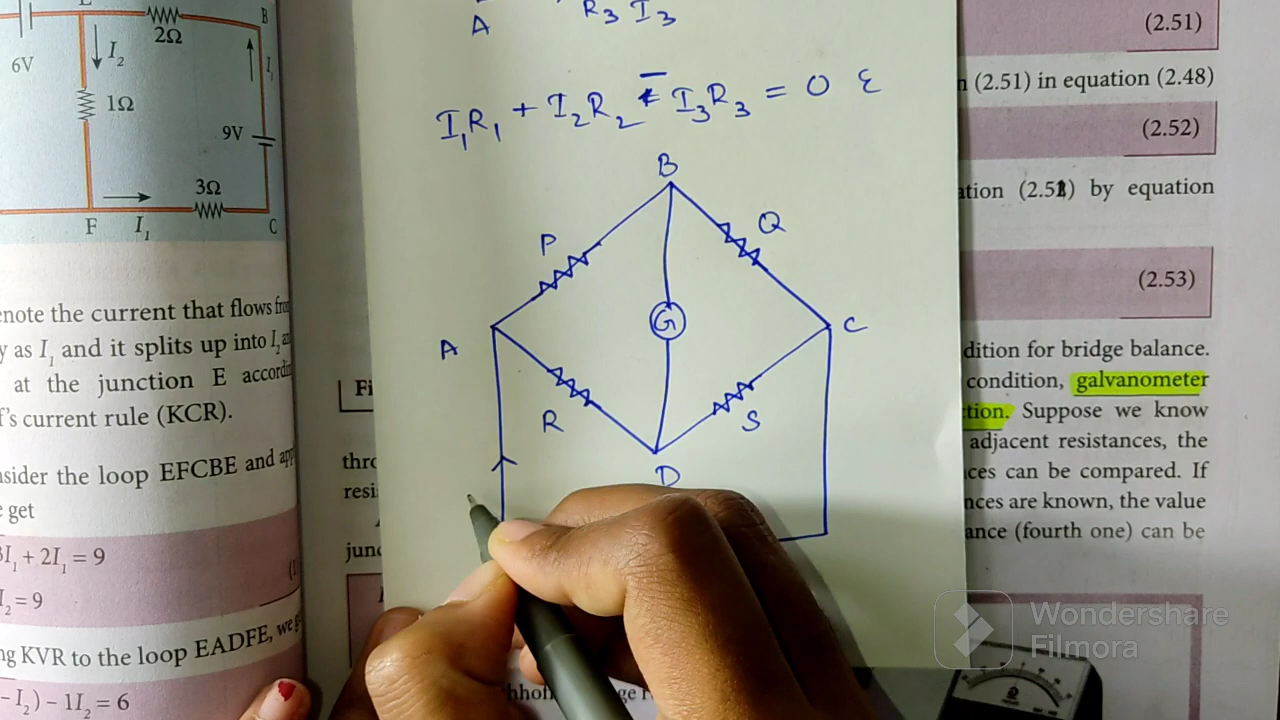 B
2Ω
I₂
6V
I₁
1Ω
9V
3Ω
F
I₁
C
enote the current that flows from
y as I₁ and it splits up into I₂
at the junction E
f's current rule (KCR).
nsider the loop EFCBE and
get
I₁ + 2I₁ = 9
I₂ = 9
ng KVR to the loop EADFE, we
– I₂) – 1I₂ = 6
Fi
thro
resi
junc
A
R₃ I₃
I₁R₁ + I₂R₂ – I₃R₃ = 0 ε
B
P
Q
G
A
C
R
S
D
(2.51)
(2.51) in equation (2.48)
(2.52)
ation (2.51) by equation
(2.53)
dition for bridge balance.
condition, galvanometer
tion. Suppose we know
adjacent resistances, the
ces can be compared. If
nces are known, the value
ance (fourth one) can be
Wondershare
Filmora